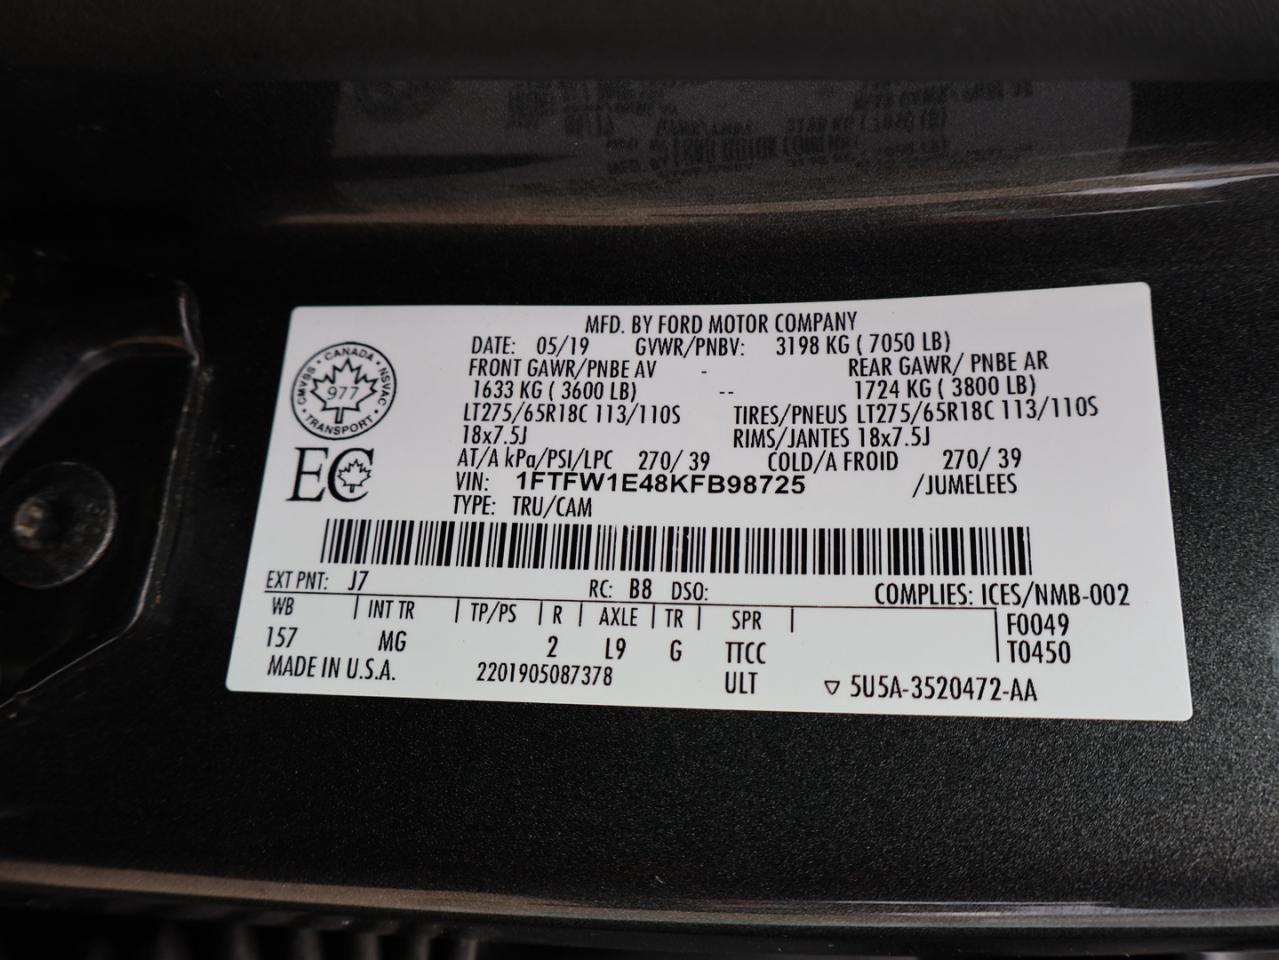 MFD. BY FORD MOTOR COMPANY
DATE: 05/19 GVWR/PNBV: 3198 KG ( 7050 LB)
FRONT GAWR/PNBE AV - REAR GAWR/ PNBE AR
1633 KG ( 3600 LB) -- 1724 KG ( 3800 LB)
LT275/65R18C 113/110S TIRES/PNEUS LT275/65R18C 113/110S
18x7.5J RIMS/JANTES 18x7.5J
AT/A kPa/PSI/LPC 270/ 39 COLD/A FROID 270/ 39
VIN: 1FTFW1E48KFB98725 /JUMELEES
TYPE: TRU/CAM
CANADA
CMVSS 977 NSVAC
TRANSPORT
EC
EXT PNT: J7 RC: B8 DSO: COMPLIES: ICES/NMB-002
WB | INT TR | TP/PS | R | AXLE | TR | SPR | F0049
157 MG 2 L9 G TTCC T0450
MADE IN U.S.A. 2201905087378 ULT ▽ 5U5A-3520472-AA